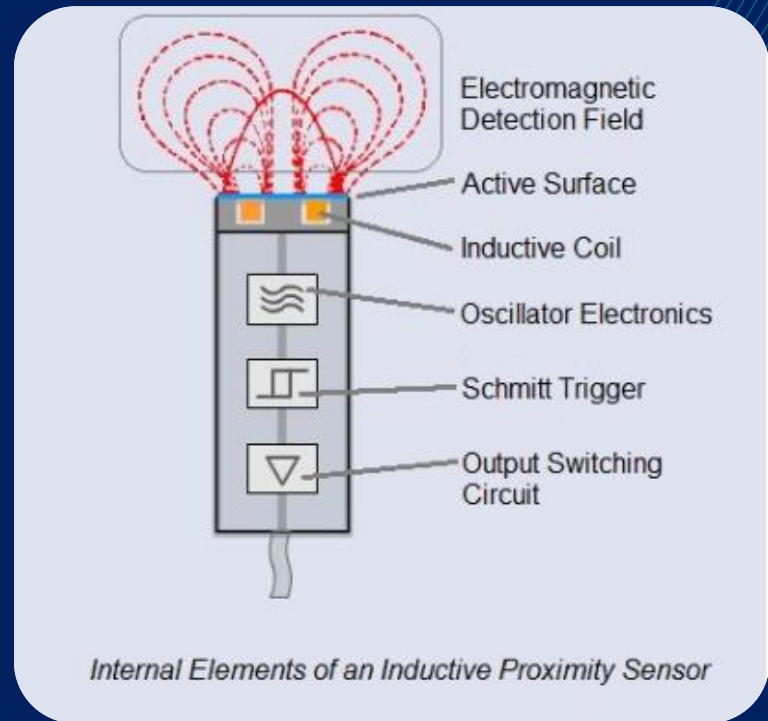 Electromagnetic
Detection Field
Active Surface
Inductive Coil
Oscillator Electronics
Schmitt Trigger
Output Switching
Circuit
Internal Elements of an Inductive Proximity Sensor